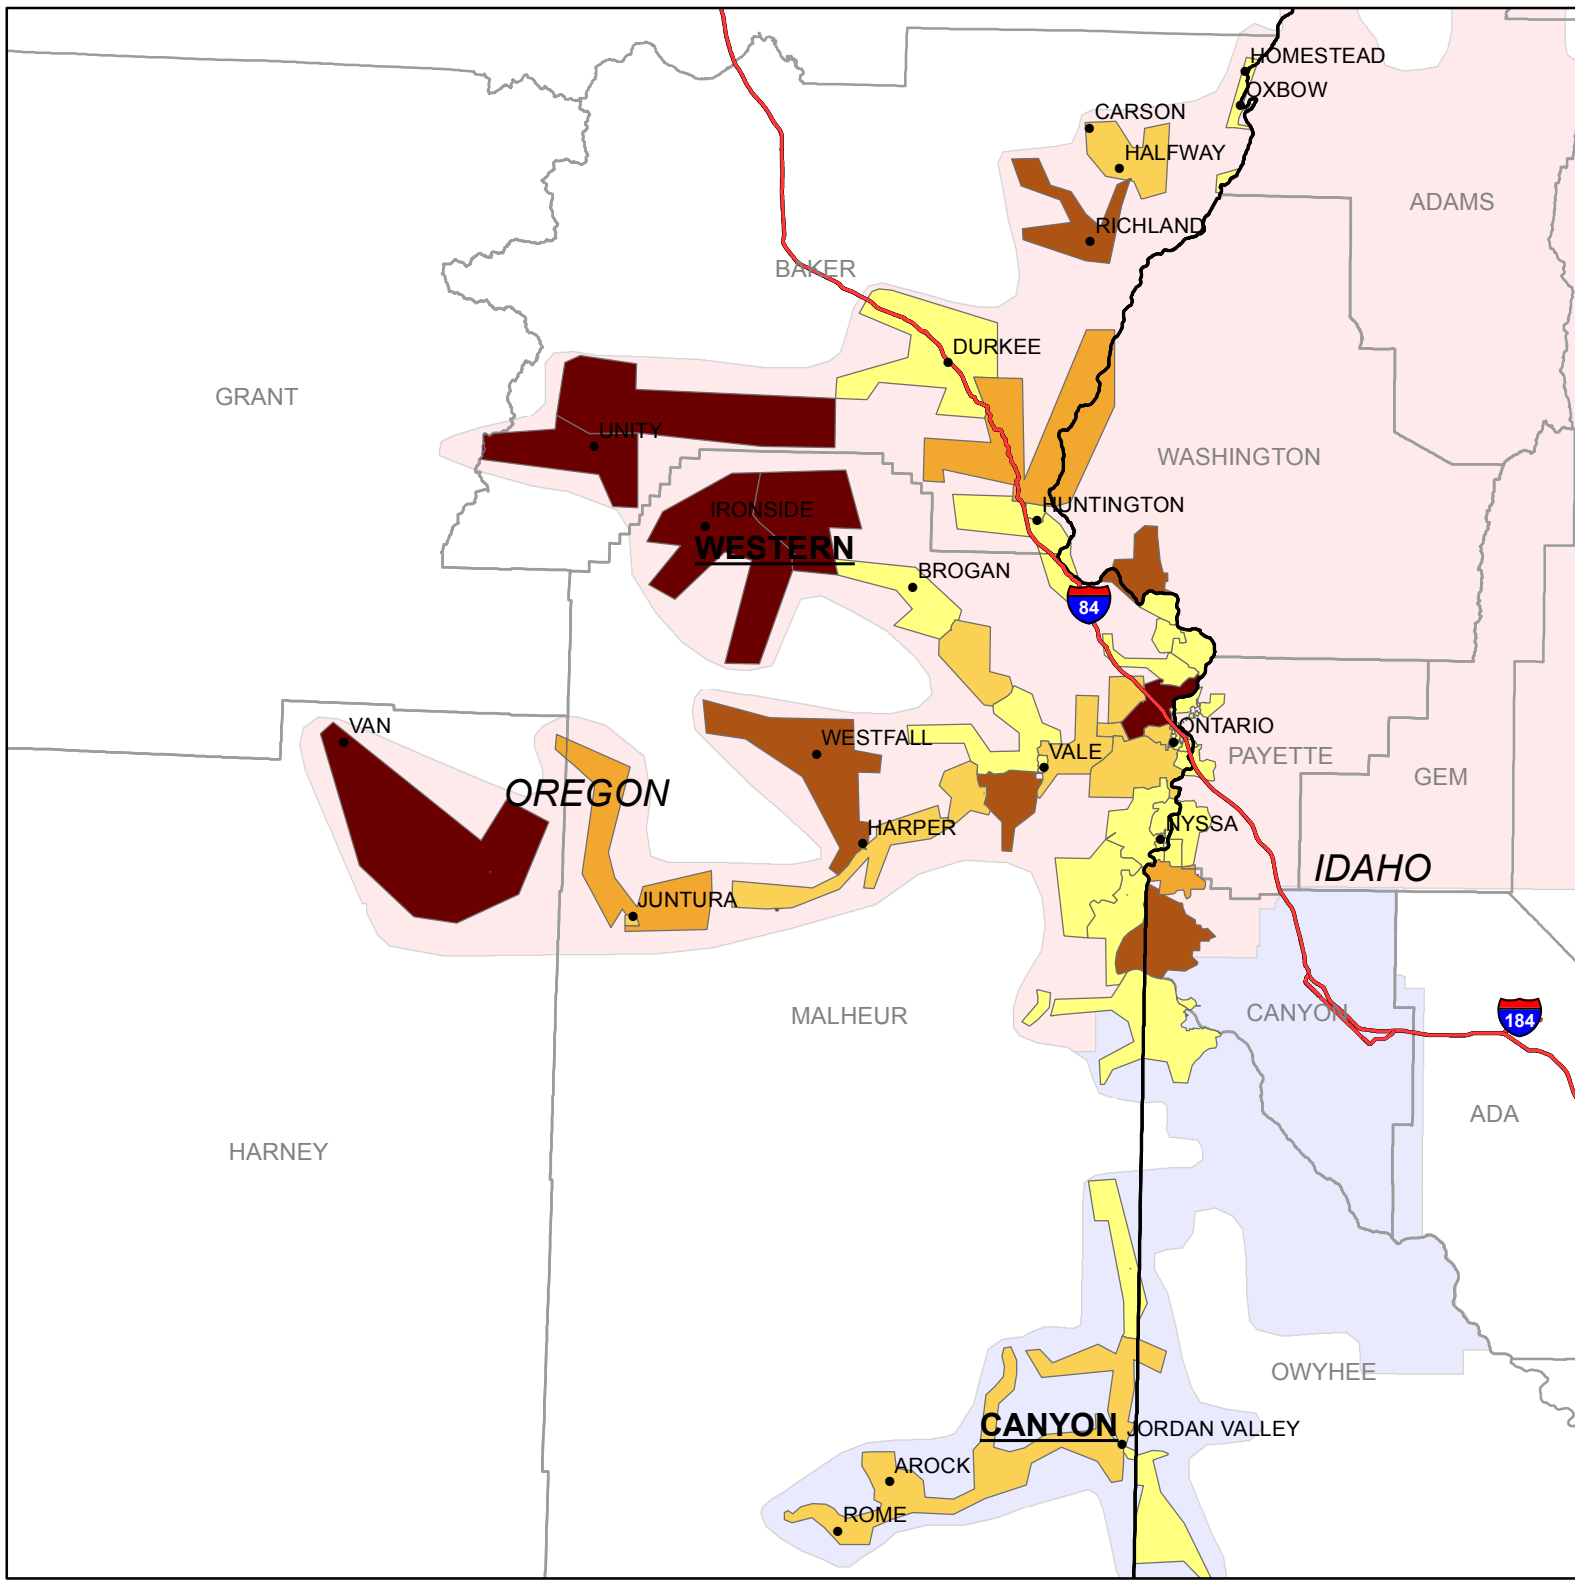 HOMESTEAD
OXBOW
CARSON
HALFWAY
ADAMS
RICHLAND
BAKER
DURKEE
GRANT
UNITY
WASHINGTON
HUNTINGTON
IRONSIDE
WESTERN
BROGAN
84
VAN
ONTARIO
WESTFALL
VALE
PAYETTE
GEM
OREGON
HARPER
NYSSA
IDAHO
JUNTURA
MALHEUR
CANYON
184
ADA
HARNEY
OWYHEE
CANYON
JORDAN VALLEY
AROCK
ROME